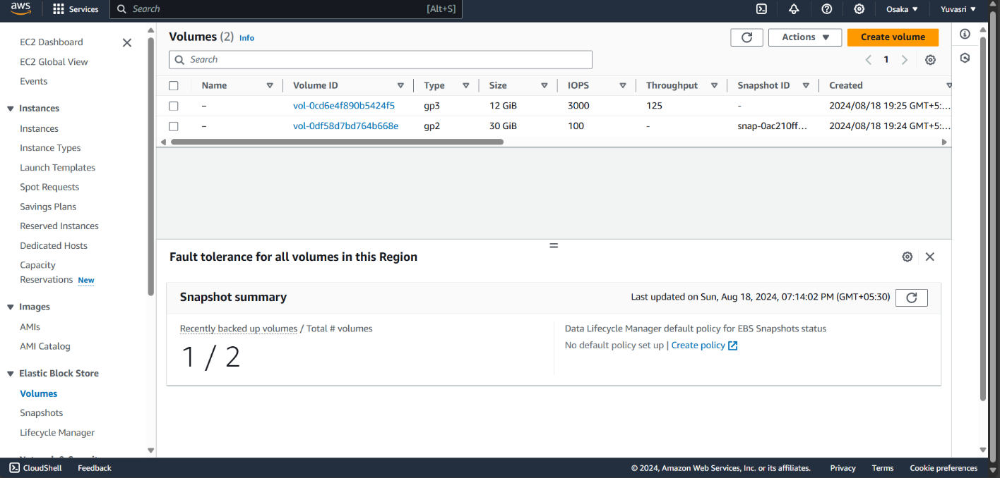 aws
Services
Search
[Alt+S]
Osaka
Yuvasri
EC2 Dashboard
EC2 Global View
Events
Instances
Instances
Instance Types
Launch Templates
Spot Requests
Savings Plans
Reserved Instances
Dedicated Hosts
Capacity
Reservations New
Images
AMIs
AMI Catalog
Elastic Block Store
Volumes
Snapshots
Lifecycle Manager
Volumes (2) Info
Actions
Create volume
Search
1
Name Volume ID Type Size IOPS Throughput Snapshot ID Created
– vol-0cd6e4f890b5424f5 gp3 12 GiB 3000 125 - 2024/08/18 19:25 GMT+5:...
– vol-0df58d7bd764b668e gp2 30 GiB 100 - snap-0ac210ff... 2024/08/18 19:24 GMT+5:...
Fault tolerance for all volumes in this Region
Snapshot summary
Last updated on Sun, Aug 18, 2024, 07:14:02 PM (GMT+05:30)
Recently backed up volumes / Total # volumes
1 / 2
Data Lifecycle Manager default policy for EBS Snapshots status
No default policy set up | Create policy
CloudShell
Feedback
© 2024, Amazon Web Services, Inc. or its affiliates.
Privacy
Terms
Cookie preferences